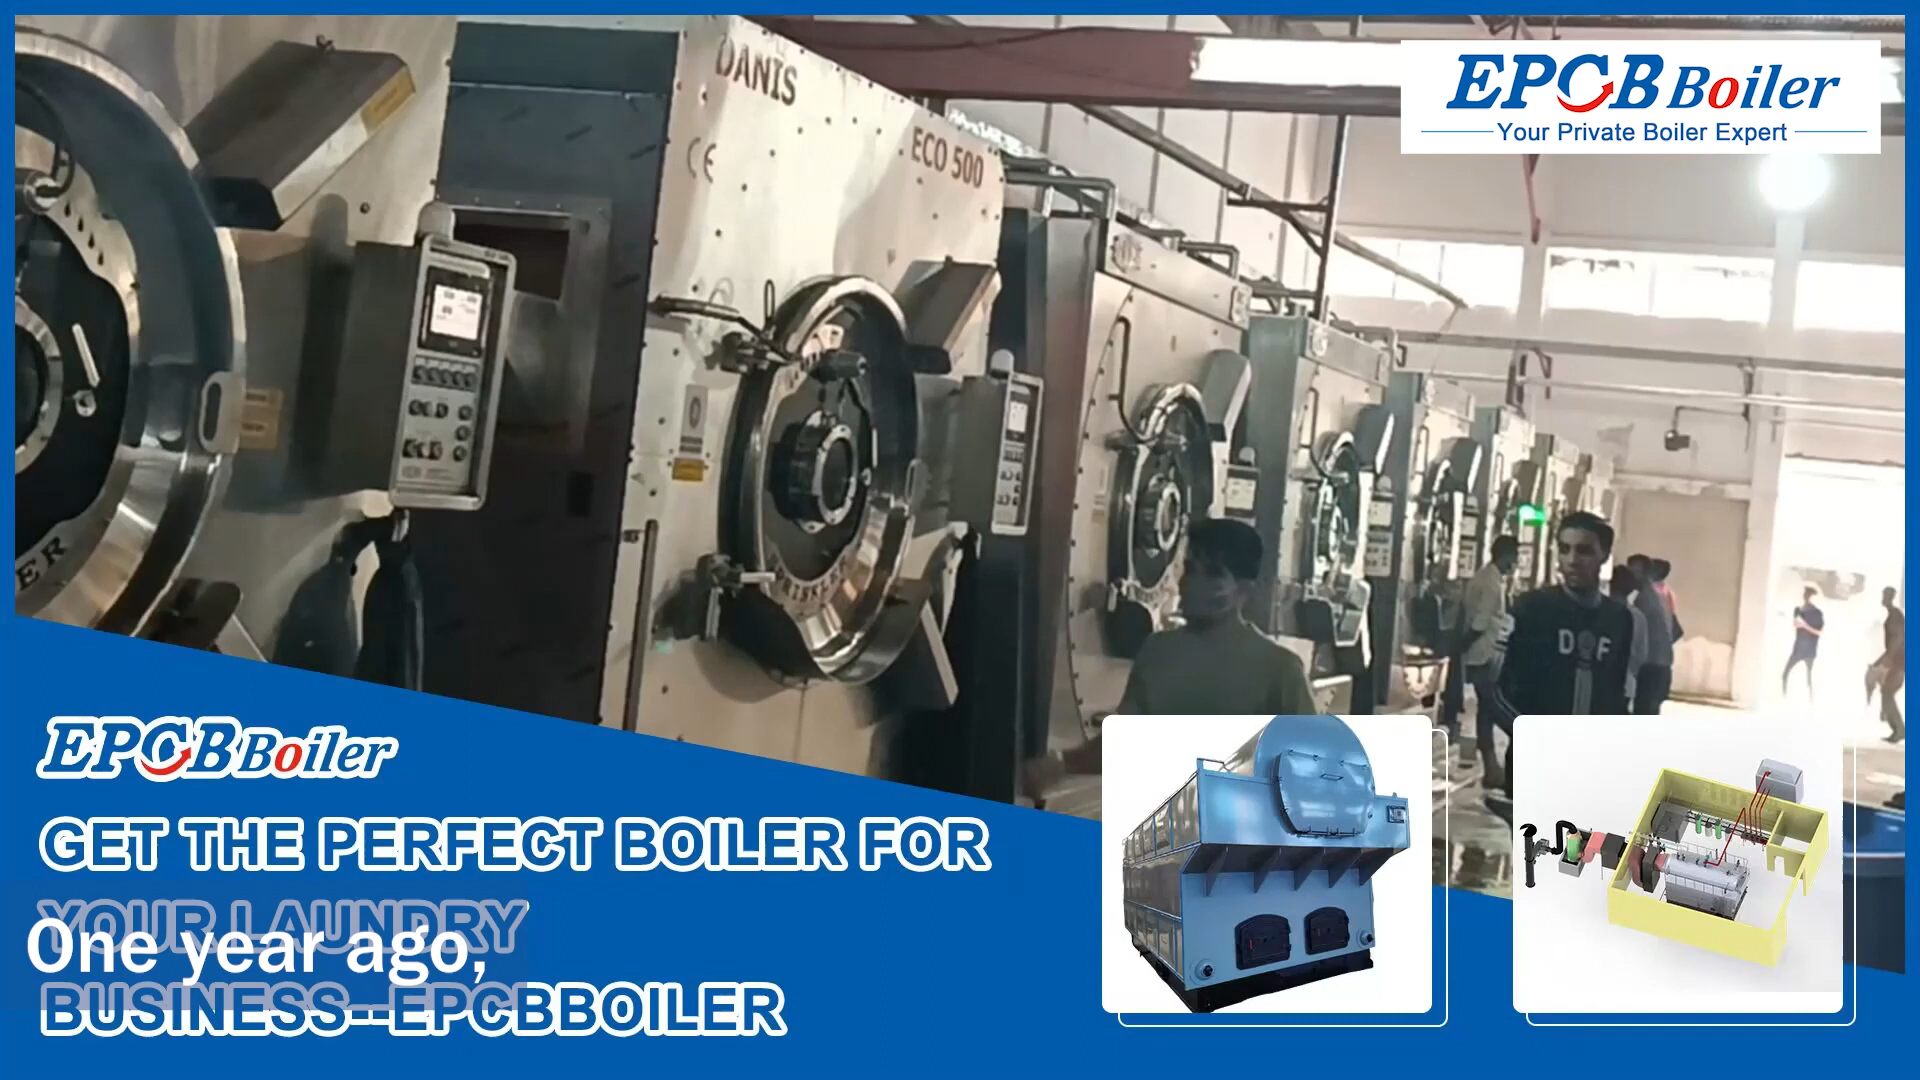 DANIS
CE
ECO 500
EPCB Boiler
Your Private Boiler Expert
ER
D F
EPCB Boiler
GET THE PERFECT BOILER FOR
YOUR LAUNDRY
One year ago,
BUSINESS--EPCBBOILER